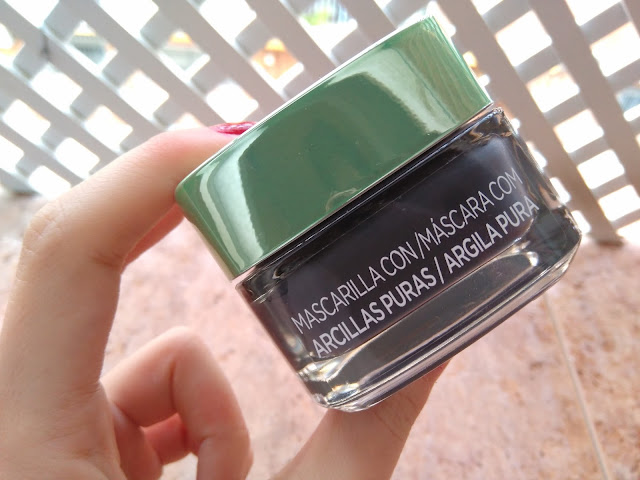 MASCARILLA CON/MÁSCARA COM
ARCILLAS PURAS / ARGILA PURA